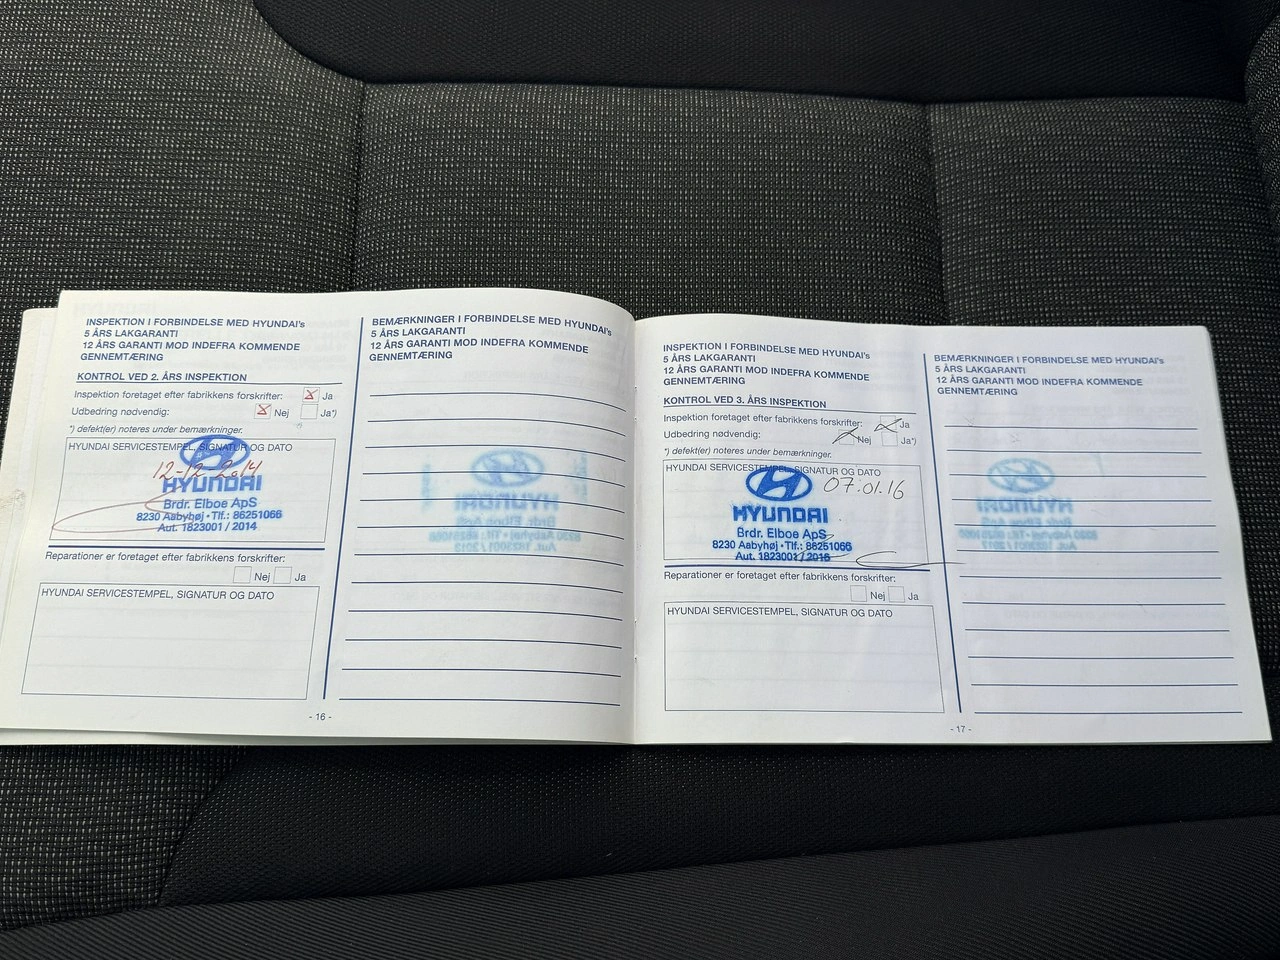 INSPEKTION I FORBINDELSE MED HYUNDAI's
5 ÅRS LAKGARANTI
12 ÅRS GARANTI MOD INDEFRA KOMMENDE
GENNEMTÆRING
KONTROL VED 2. ÅRS INSPEKTION
Inspektion foretaget efter fabrikkens forskrifter: Ja
Udbedring nødvendig: Nej Ja*)
*) defekt(er) noteres under bemærkninger.
HYUNDAI SERVICESTEMPEL, SIGNATUR OG DATO
12-12-2014
HYUNDAI
Brdr. Elboe ApS
8230 Aabyhøj • Tlf.: 86251066
Aut. 1823001 / 2014
Reparationer er foretaget efter fabrikkens forskrifter:
Nej Ja
HYUNDAI SERVICESTEMPEL, SIGNATUR OG DATO
- 16 -
BEMÆRKNINGER I FORBINDELSE MED HYUNDAI's
5 ÅRS LAKGARANTI
12 ÅRS GARANTI MOD INDEFRA KOMMENDE
GENNEMTÆRING
INSPEKTION I FORBINDELSE MED HYUNDAI's
5 ÅRS LAKGARANTI
12 ÅRS GARANTI MOD INDEFRA KOMMENDE
GENNEMTÆRING
KONTROL VED 3. ÅRS INSPEKTION
Inspektion foretaget efter fabrikkens forskrifter: Ja
Udbedring nødvendig: Nej Ja*)
*) defekt(er) noteres under bemærkninger.
HYUNDAI SERVICESTEMPEL, SIGNATUR OG DATO
07.01.16
HYUNDAI
Brdr. Elboe ApS
8230 Aabyhøj • Tlf.: 86251066
Aut. 1823001 / 2016
Reparationer er foretaget efter fabrikkens forskrifter:
Nej Ja
HYUNDAI SERVICESTEMPEL, SIGNATUR OG DATO
BEMÆRKNINGER I FORBINDELSE MED HYUNDAI's
5 ÅRS LAKGARANTI
12 ÅRS GARANTI MOD INDEFRA KOMMENDE
GENNEMTÆRING
- 17 -